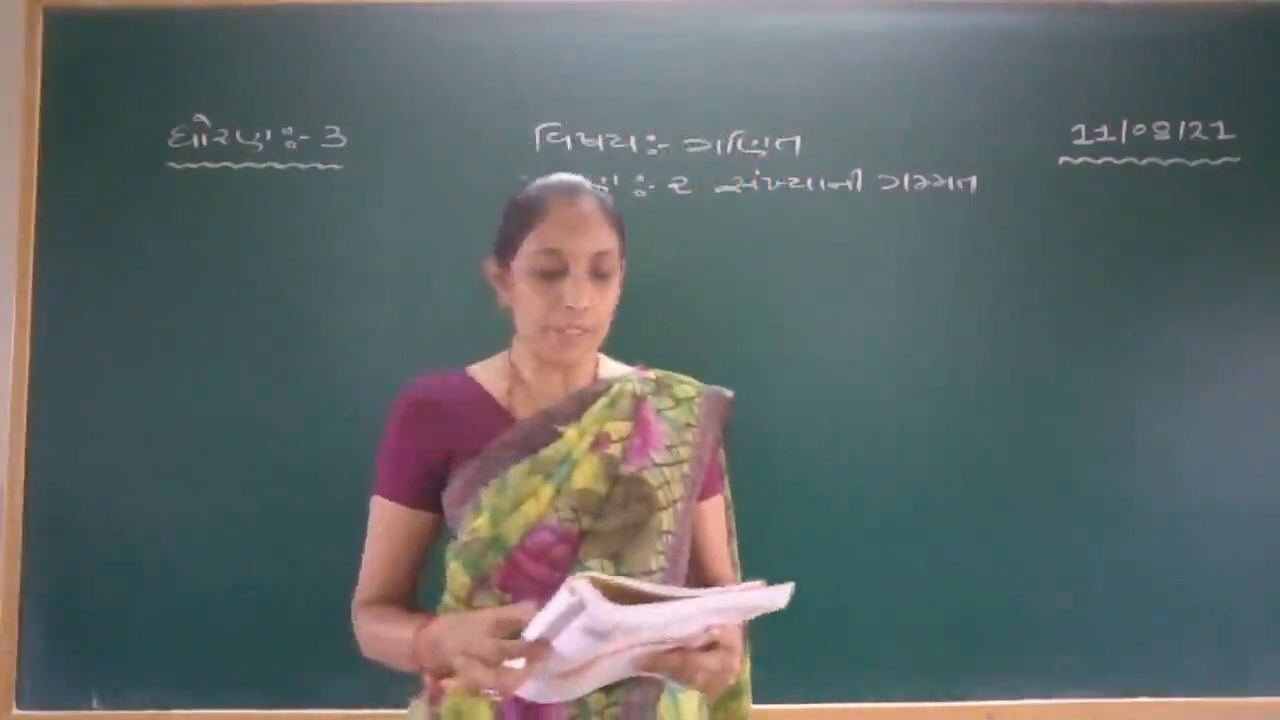 ધોરણ :- 3
વિષય :- ગણિત
11/08/21
:- ૨ સંખ્યાની ગમ્મત